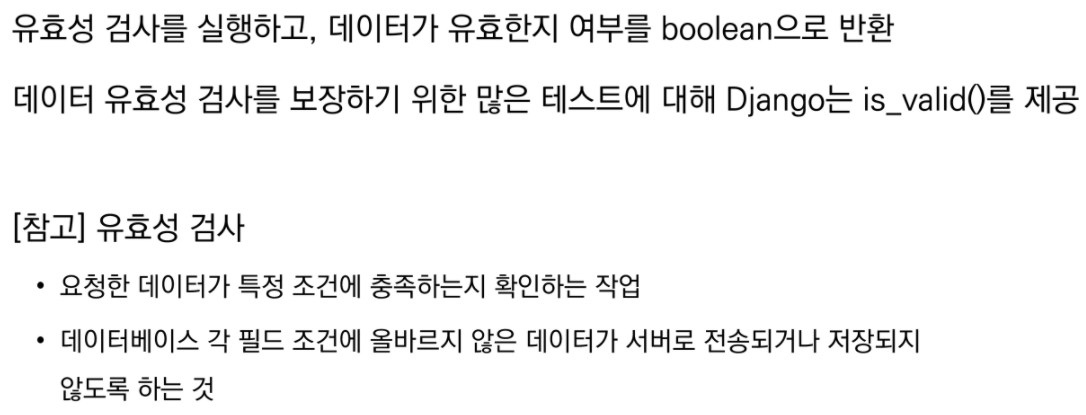 유효성 검사를 실행하고, 데이터가 유효한지 여부를 boolean으로 반환
데이터 유효성 검사를 보장하기 위한 많은 테스트에 대해 Django는 is_valid()를 제공
[참고] 유효성 검사
• 요청한 데이터가 특정 조건에 충족하는지 확인하는 작업
• 데이터베이스 각 필드 조건에 올바르지 않은 데이터가 서버로 전송되거나 저장되지
않도록 하는 것